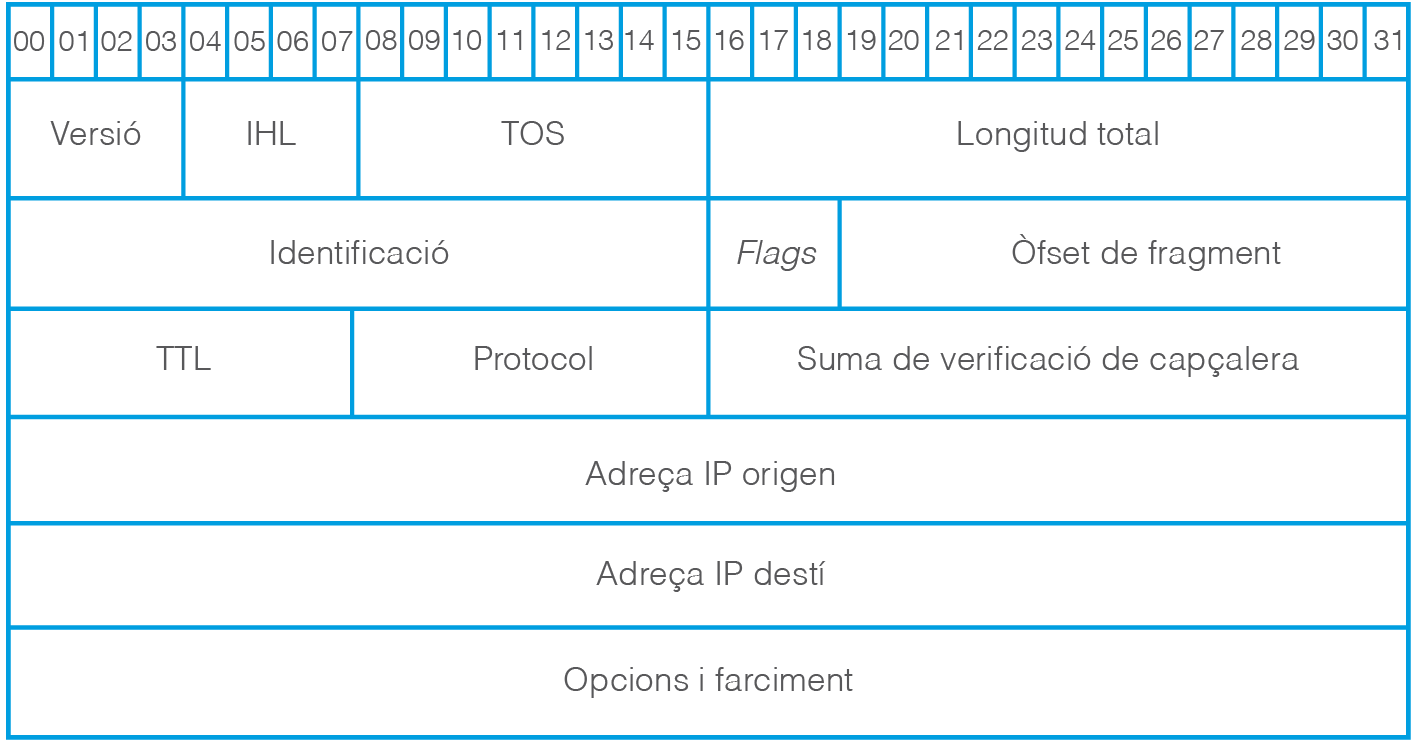 00 01 02 03 04 05 06 07 08 09 10 11 12 13 14 15 16 17 18 19 20 21 22 23 24 25 26 27 28 29 30 31
Versió IHL TOS Longitud total
Identificació Flags Òfset de fragment
TTL Protocol Suma de verificació de capçalera
Adreça IP origen
Adreça IP destí
Opcions i farciment